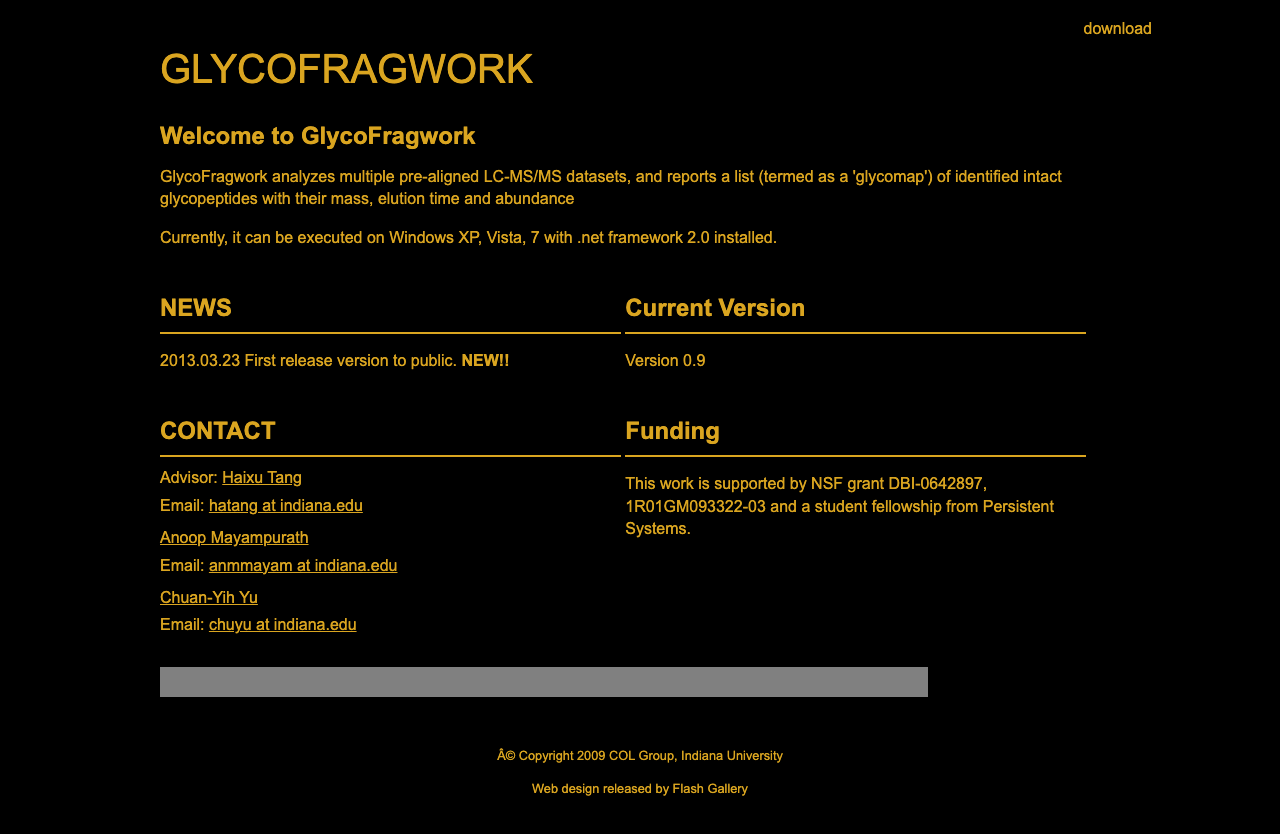 download
GLYCOFRAGWORK
Welcome to GlycoFragwork
GlycoFragwork analyzes multiple pre-aligned LC-MS/MS datasets, and reports a list (termed as a 'glycomap') of identified intact
glycopeptides with their mass, elution time and abundance
Currently, it can be executed on Windows XP, Vista, 7 with .net framework 2.0 installed.
NEWS
2013.03.23 First release version to public. NEW!!
Current Version
Version 0.9
CONTACT
Advisor: Haixu Tang
Email: hatang at indiana.edu
Anoop Mayampurath
Email: anmmayam at indiana.edu
Chuan-Yih Yu
Email: chuyu at indiana.edu
Funding
This work is supported by NSF grant DBI-0642897,
1R01GM093322-03 and a student fellowship from Persistent
Systems.
Â© Copyright 2009 COL Group, Indiana University
Web design released by Flash Gallery